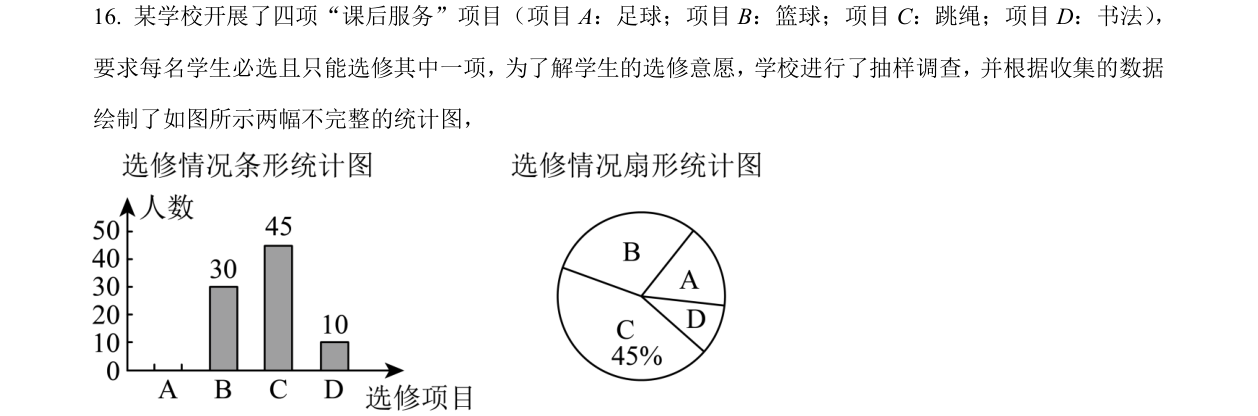 16. 某学校开展了四项“课后服务”项目（项目A：足球；项目B：篮球；项目C：跳绳；项目D：书法），
要求每名学生必选且只能选修其中一项，为了解学生的选修意愿，学校进行了抽样调查，并根据收集的数据
绘制了如图所示两幅不完整的统计图，
选修情况条形统计图
选修情况扇形统计图
人数
50
40
30
20
10
0
30
45
10
A B C D
选修项目
B
A
D
C
45%